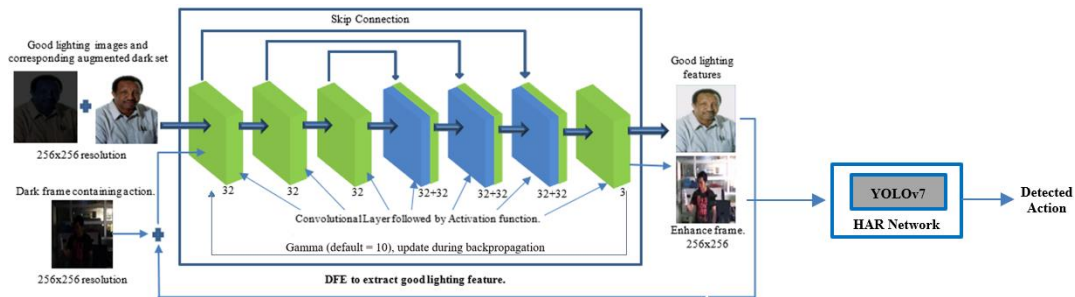 Skip Connection
Good lighting images and
corresponding augmented dark set
256x256 resolution
Dark frame containing action.
256x256 resolution
32
32
32
32+32
32+32
32+32
3
ConvolutionalLayer followed by Activation function.
Gamma (default = 10), update during backpropagation
DFE to extract good lighting feature.
Good lighting
features
Enhance frame.
256x256
YOLOv7
HAR Network
Detected
Action